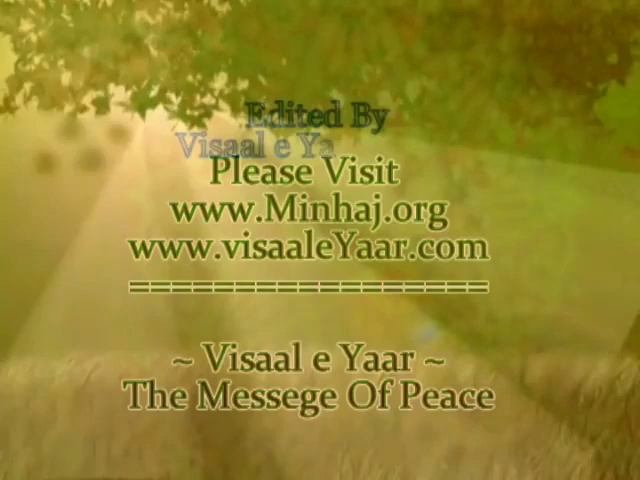 Edited By
Visaal e Ya
Please Visit
www.Minhaj.org
www.visaaleYaar.com
=================
~ Visaal e Yaar ~
The Messege Of Peace